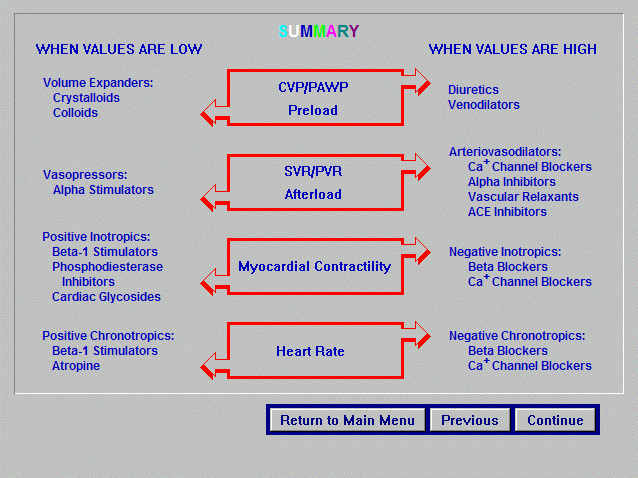 SUMMARY
WHEN VALUES ARE LOW
WHEN VALUES ARE HIGH
Volume Expanders:
Crystalloids
Colloids
CVP/PAWP
Preload
Diuretics
Venodilators
Vasopressors:
Alpha Stimulators
SVR/PVR
Afterload
Arteriovasodilators:
Ca+ Channel Blockers
Alpha Inhibitors
Vascular Relaxants
ACE Inhibitors
Positive Inotropics:
Beta-1 Stimulators
Phosphodiesterase
Inhibitors
Cardiac Glycosides
Myocardial Contractility
Negative Inotropics:
Beta Blockers
Ca+ Channel Blockers
Positive Chronotropics:
Beta-1 Stimulators
Atropine
Heart Rate
Negative Chronotropics:
Beta Blockers
Ca+ Channel Blockers
Return to Main Menu
Previous
Continue